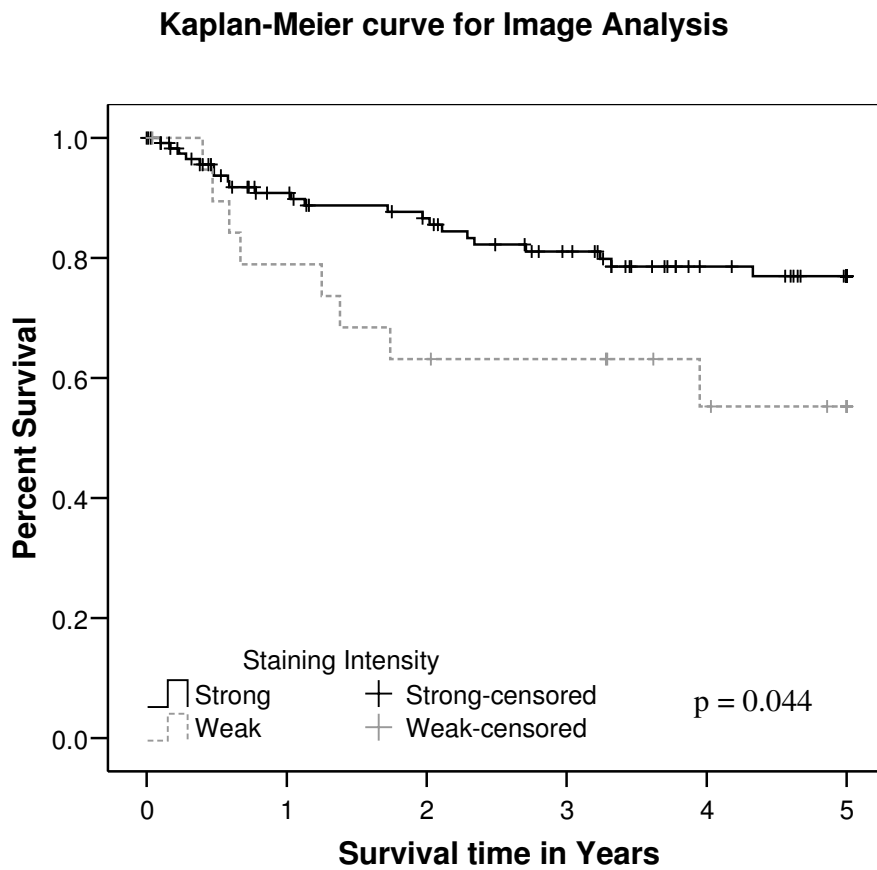 Kaplan-Meier curve for Image Analysis
Percent Survival
1.0
0.8
0.6
0.4
0.2
0.0
Staining Intensity
Strong
Strong-censored
Weak
Weak-censored
p = 0.044
0 1 2 3 4 5
Survival time in Years